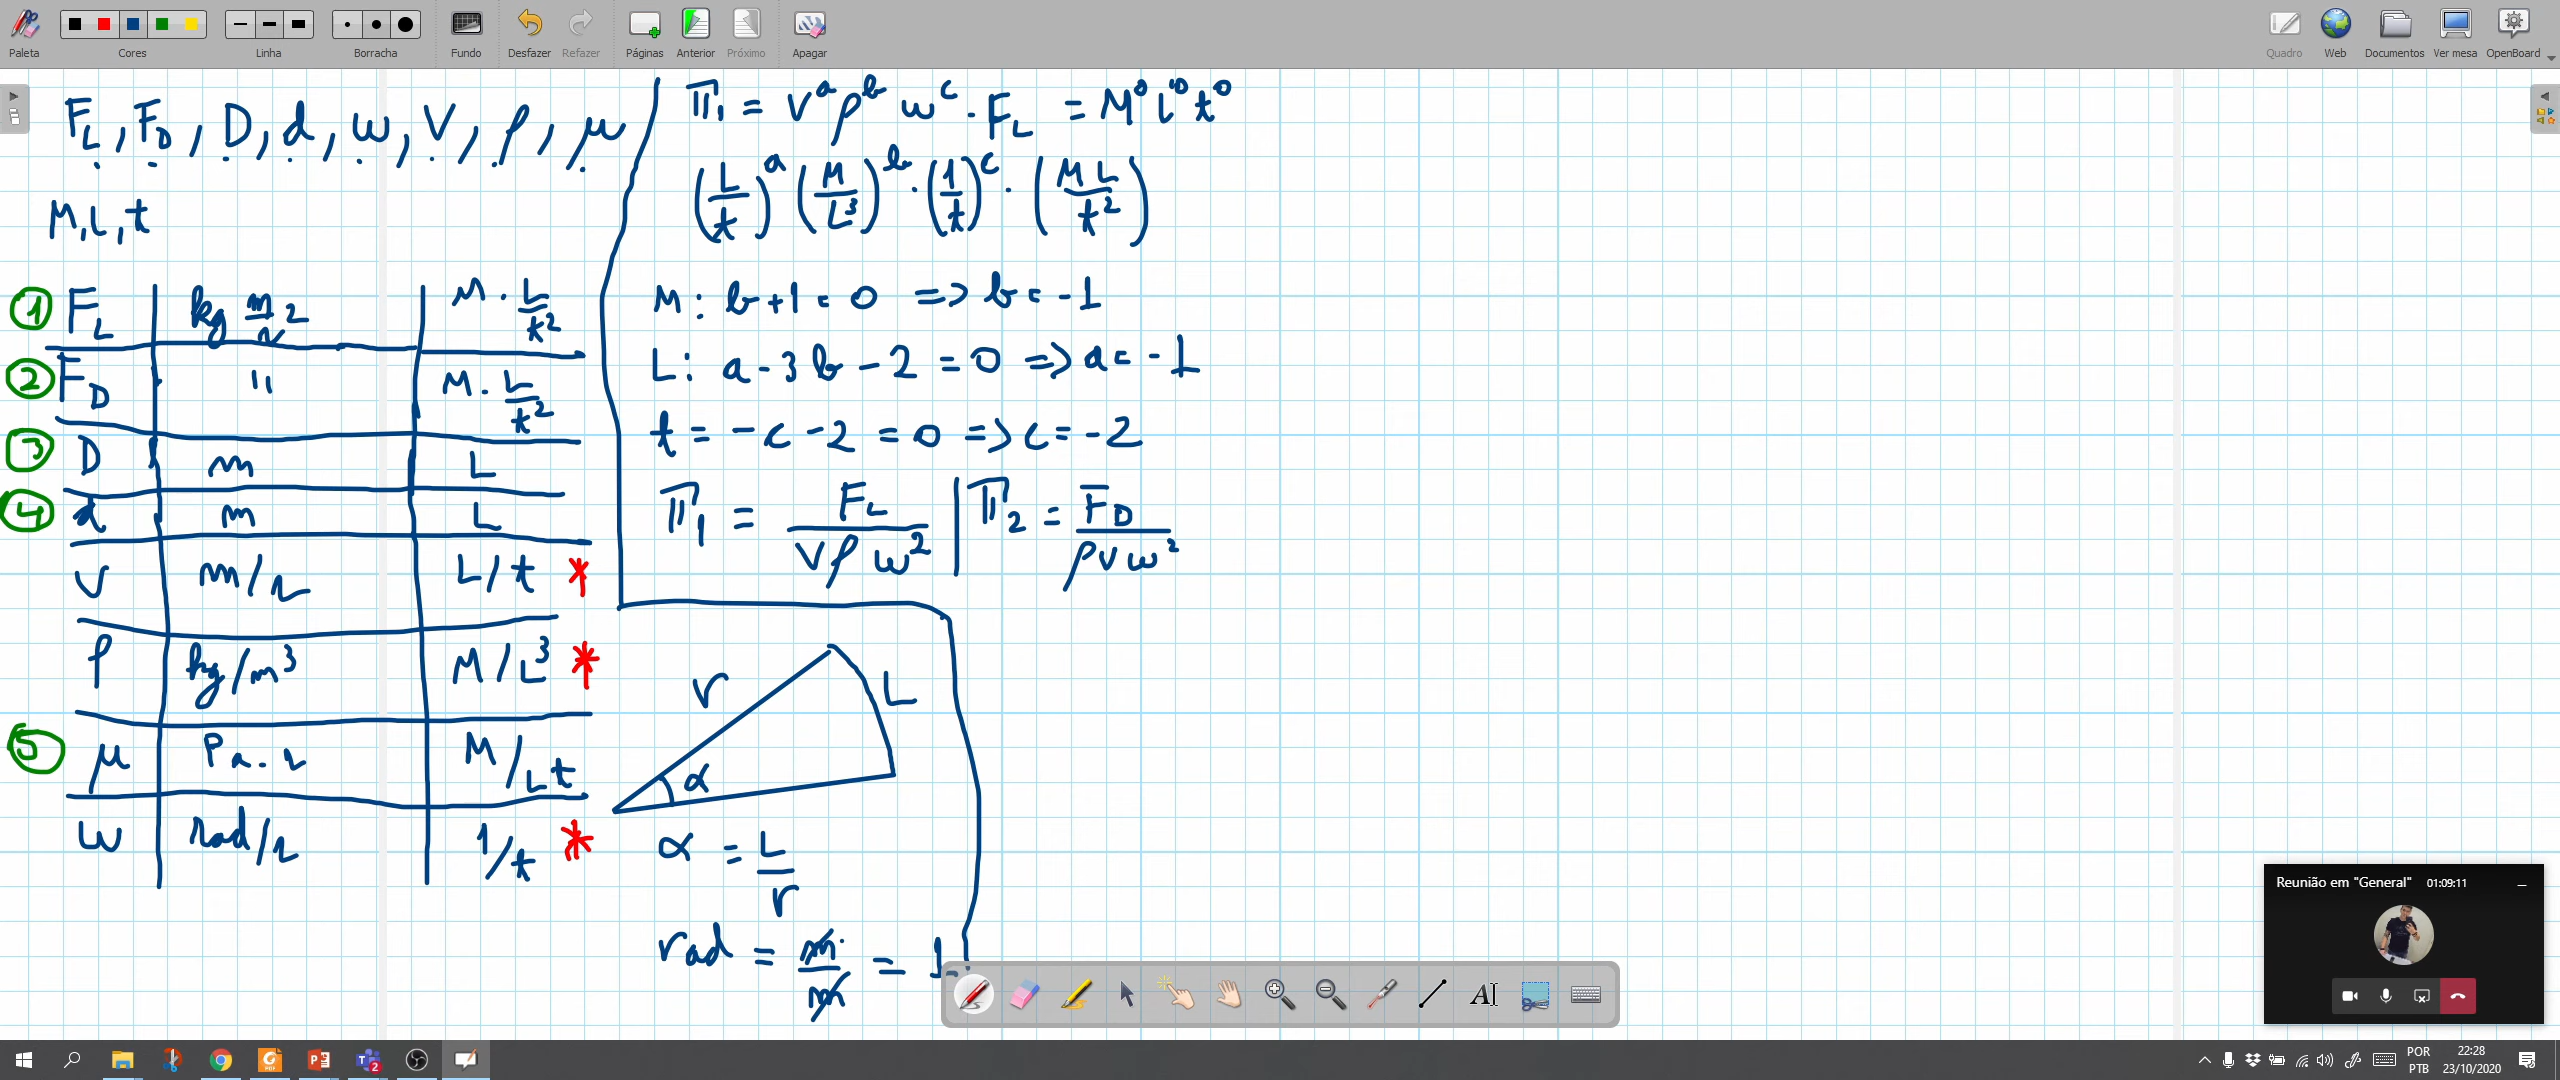 Paleta Cores Linha Borracha Fundo Desfazer Refazer Páginas Anterior Próximo Apagar Quadro Web Documentos Ver mesa OpenBoard
F_L, F_D, D, d, ω, V, ρ, μ
M, L, t
① F_L | kg m/s² | M · L/t²
② F_D | " | M · L/t²
③ D | m | L
④ d | m | L
V | m/s | L/t *
ρ | kg/m³ | M/L³ *
⑤ μ | Pa·s | M/Lt
ω | rad/s | 1/t *
π₁ = V^a ρ^b ω^c · F_L = M⁰ L⁰ t⁰
(L/t)^a (M/L³)^b · (1/t)^c · (M L/t²)
M: b + 1 = 0 => b = -1
L: a - 3b - 2 = 0 => a = -1
t = -c - 2 = 0 => c = -2
π₁ = F_L / V ρ ω² | π₂ = F_D / ρ V ω²
r
L
α
α = L/r
rad = m/m = 1
Reunião em "General" 01:09:11
A
POR
PTB
22:28
23/10/2020